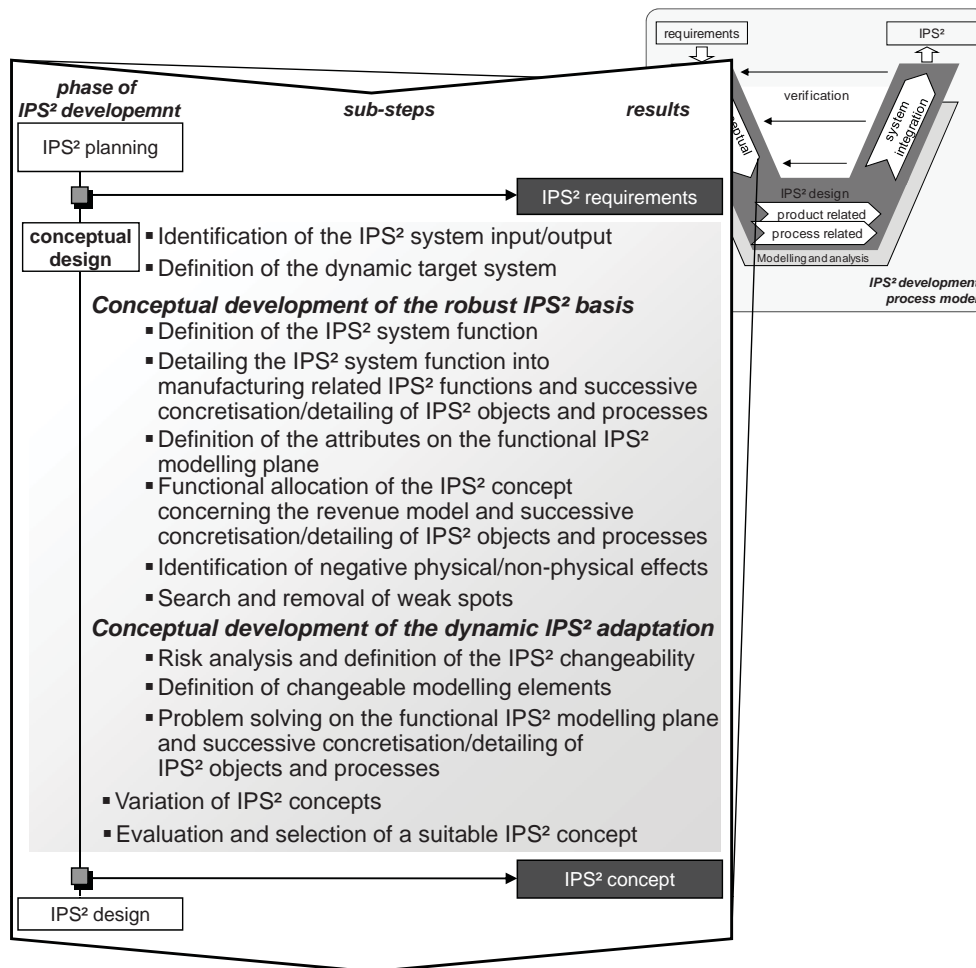 requirements
IPS²
verification
system
integration
IPS² design
product related
process related
Modelling and analysis
IPS² development
process model
phase of
IPS² developemnt
sub-steps
results
IPS² planning
IPS² requirements
conceptual
design
▪ Identification of the IPS² system input/output
▪ Definition of the dynamic target system
Conceptual development of the robust IPS² basis
▪ Definition of the IPS² system function
▪ Detailing the IPS² system function into
manufacturing related IPS² functions and successive
concretisation/detailing of IPS² objects and processes
▪ Definition of the attributes on the functional IPS²
modelling plane
▪ Functional allocation of the IPS² concept
concerning the revenue model and successive
concretisation/detailing of IPS² objects and processes
▪ Identification of negative physical/non-physical effects
▪ Search and removal of weak spots
Conceptual development of the dynamic IPS² adaptation
▪ Risk analysis and definition of the IPS² changeability
▪ Definition of changeable modelling elements
▪ Problem solving on the functional IPS² modelling plane
and successive concretisation/detailing of
IPS² objects and processes
▪ Variation of IPS² concepts
▪ Evaluation and selection of a suitable IPS² concept
IPS² concept
IPS² design